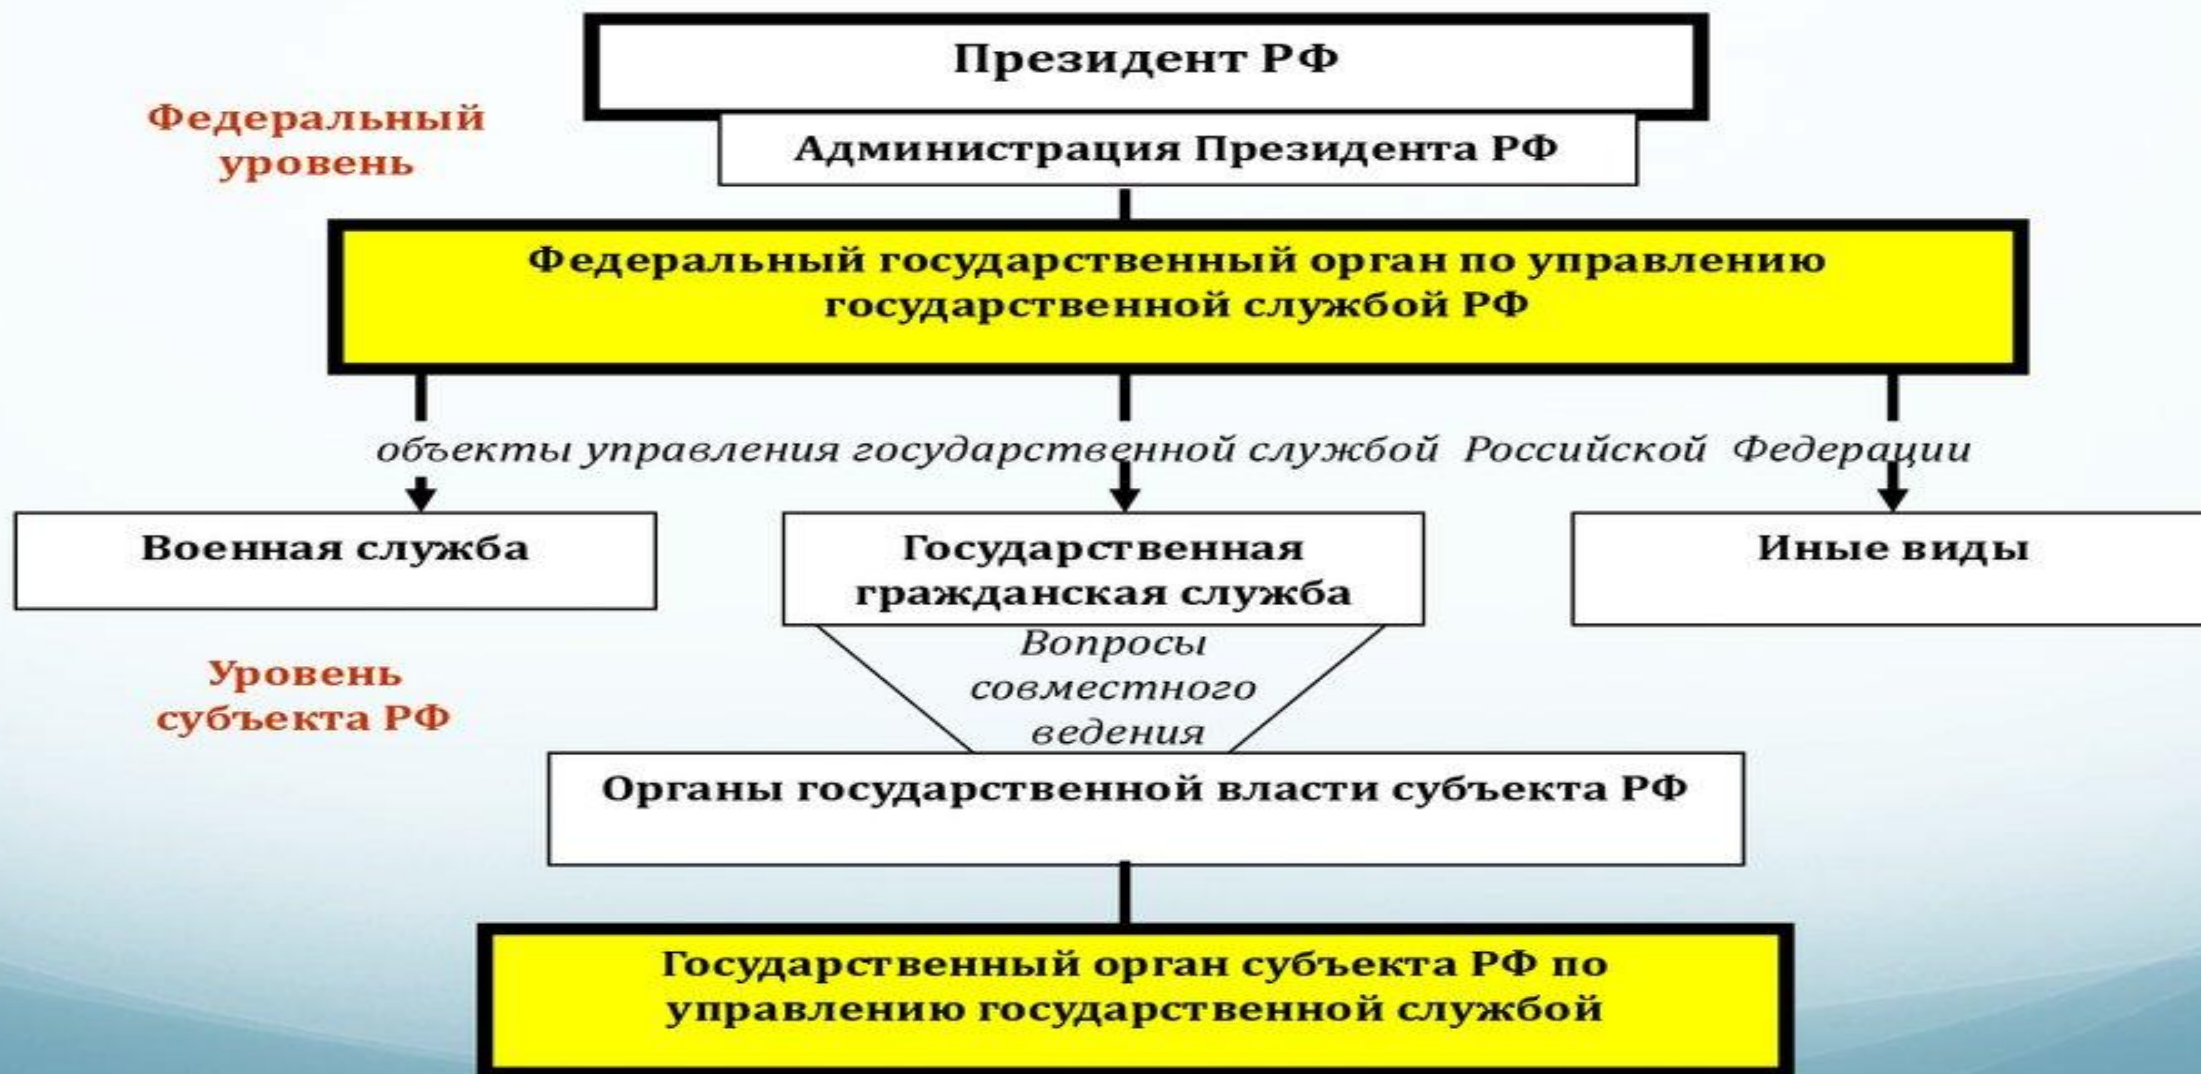 Президент РФ
Федеральный
уровень
Администрация Президента РФ
Федеральный государственный орган по управлению
государственной службой РФ
объекты управления государственной службой Российской Федерации
Военная служба
Государственная
гражданская служба
Иные виды
Вопросы
совместного
ведения
Уровень
субъекта РФ
Органы государственной власти субъекта РФ
Государственный орган субъекта РФ по
управлению государственной службой